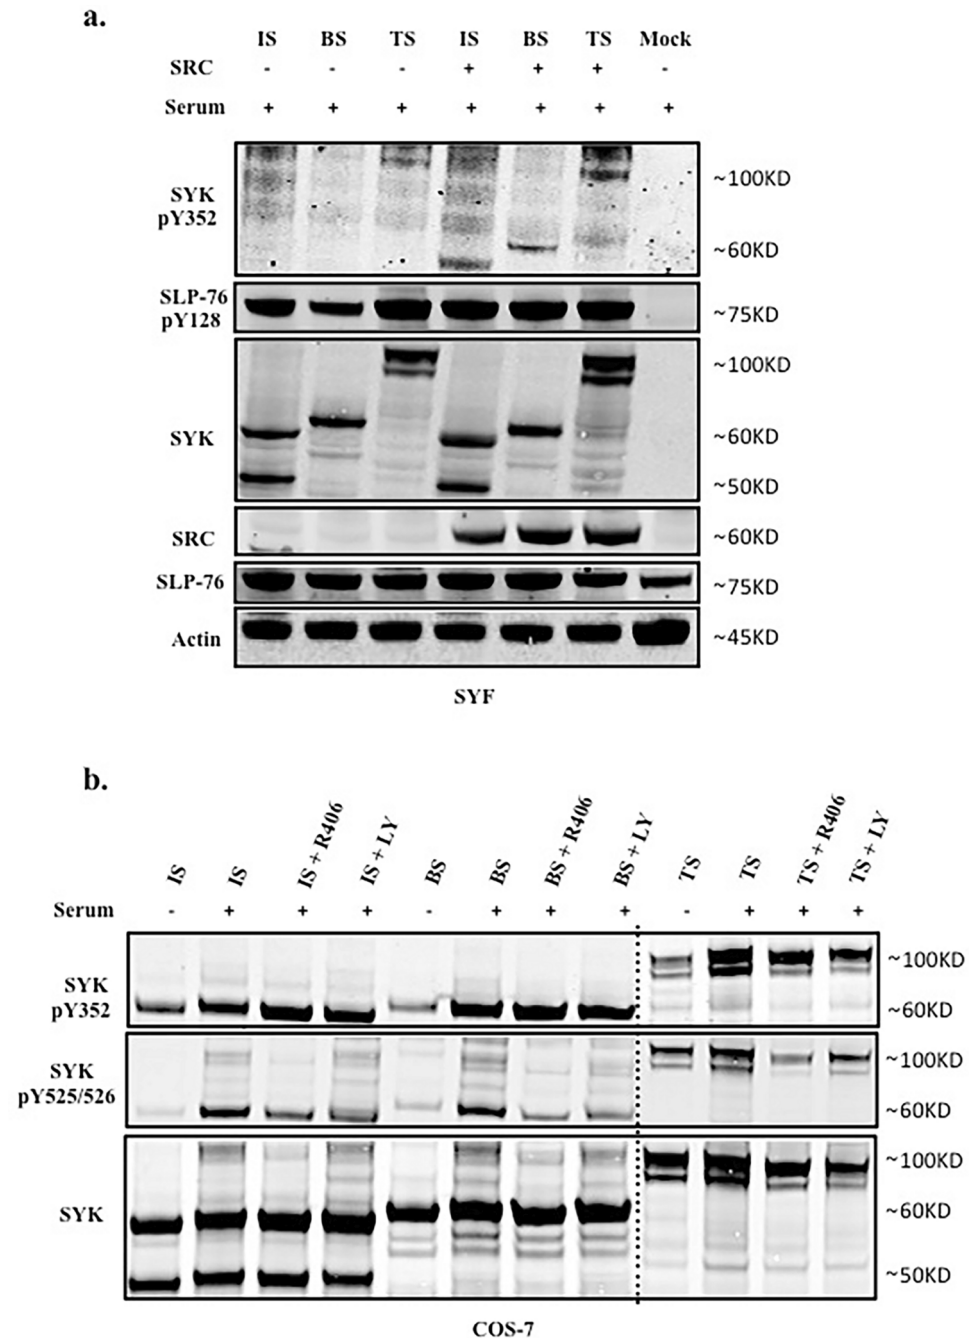 a.
IS BS TS IS BS TS Mock
SRC - - - + + + -
Serum + + + + + + +
SYK
pY352
~100KD
~60KD
SLP-76
pY128
~75KD
SYK
~100KD
~60KD
~50KD
SRC
~60KD
SLP-76
~75KD
Actin
~45KD
SYF
b.
IS IS IS + R406 IS + LY BS BS BS + R406 BS + LY TS TS TS + R406 TS + LY
Serum - + + + - + + + - + + +
SYK
pY352
~100KD
~60KD
SYK
pY525/526
~100KD
~60KD
SYK
~100KD
~60KD
~50KD
COS-7